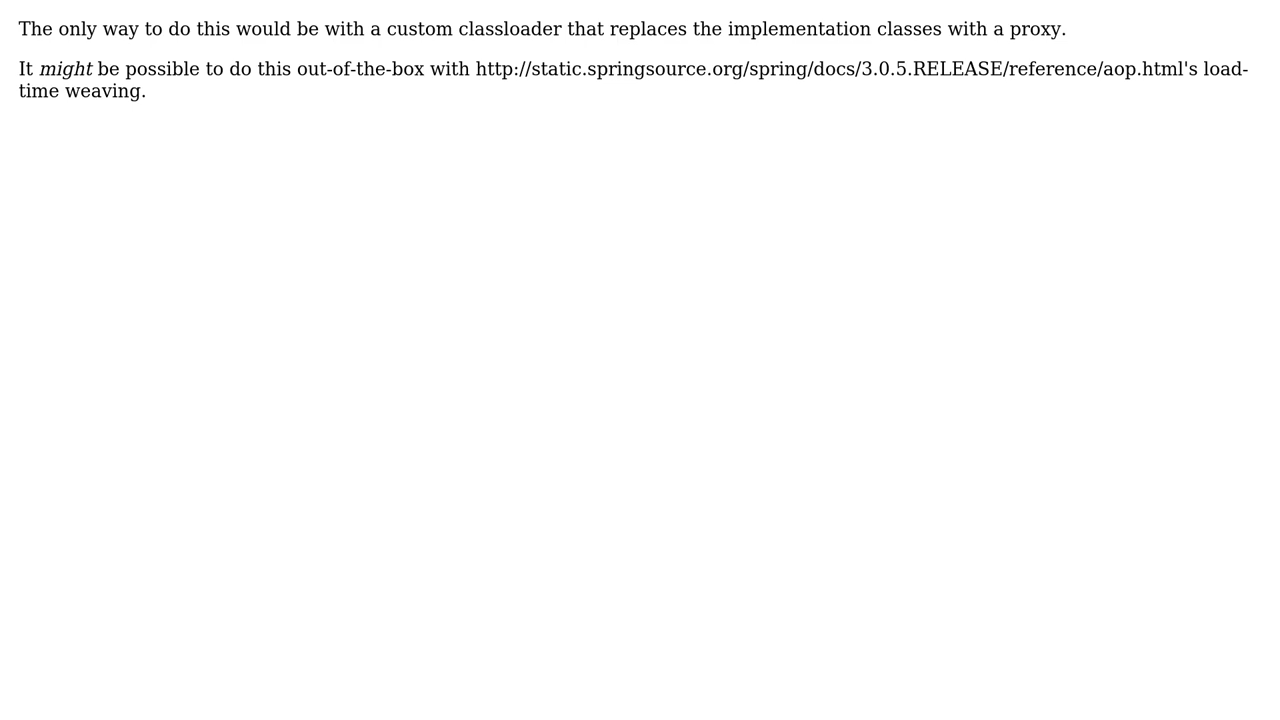 The only way to do this would be with a custom classloader that replaces the implementation classes with a proxy.
It might be possible to do this out-of-the-box with http://static.springsource.org/spring/docs/3.0.5.RELEASE/reference/aop.html's load-
time weaving.